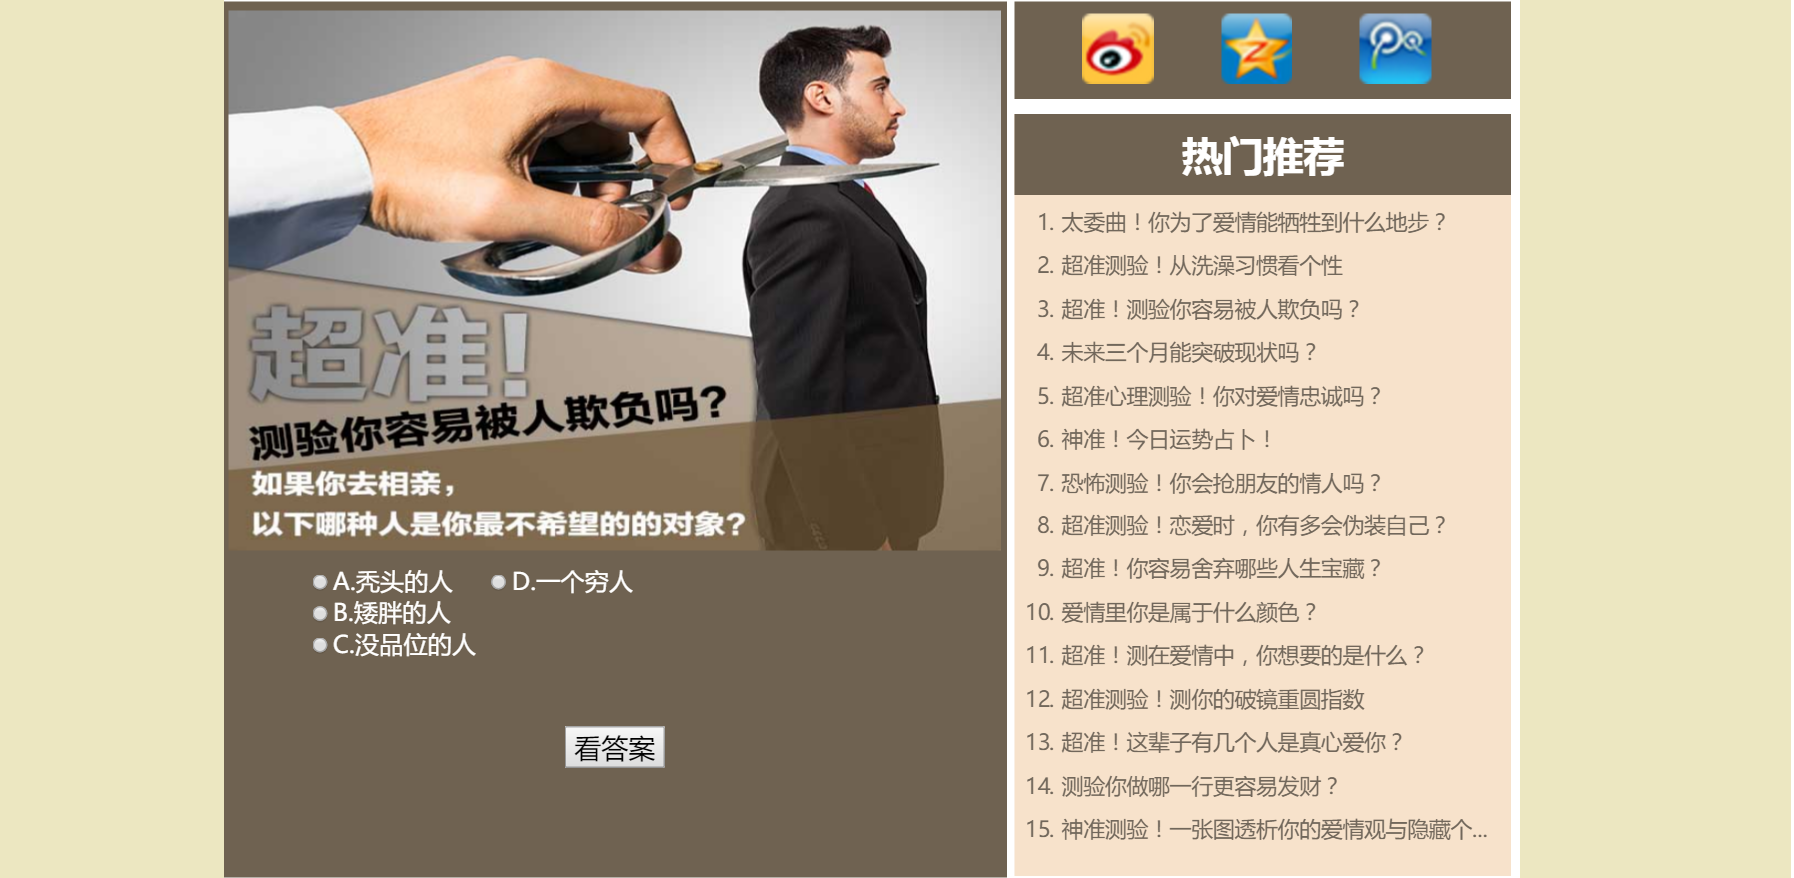 超准!
测验你容易被人欺负吗?
如果你去相亲，
以下哪种人是你最不希望的的对象?
A.秃头的人
D.一个穷人
B.矮胖的人
C.没品位的人
看答案
热门推荐
1. 太委曲！你为了爱情能牺牲到什么地步？
2. 超准测验！从洗澡习惯看个性
3. 超准！测验你容易被人欺负吗？
4. 未来三个月能突破现状吗？
5. 超准心理测验！你对爱情忠诚吗？
6. 神准！今日运势占卜！
7. 恐怖测验！你会抢朋友的情人吗？
8. 超准测验！恋爱时，你有多会伪装自己？
9. 超准！你容易舍弃哪些人生宝藏？
10. 爱情里你是属于什么颜色？
11. 超准！测在爱情中，你想要的是什么？
12. 超准测验！测你的破镜重圆指数
13. 超准！这辈子有几个人是真心爱你？
14. 测验你做哪一行更容易发财？
15. 神准测验！一张图透析你的爱情观与隐藏个...